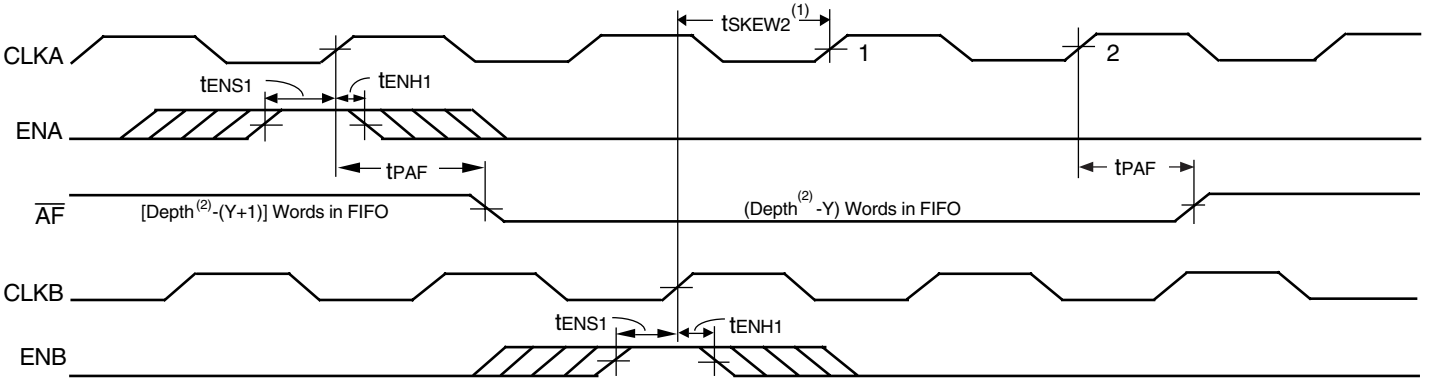 tSKEW2(1)
CLKA 1 2
tENS1 tENH1
ENA
tPAF tPAF
AF [Depth(2)-(Y+1)] Words in FIFO (Depth(2) -Y) Words in FIFO
CLKB
tENS1 tENH1
ENB